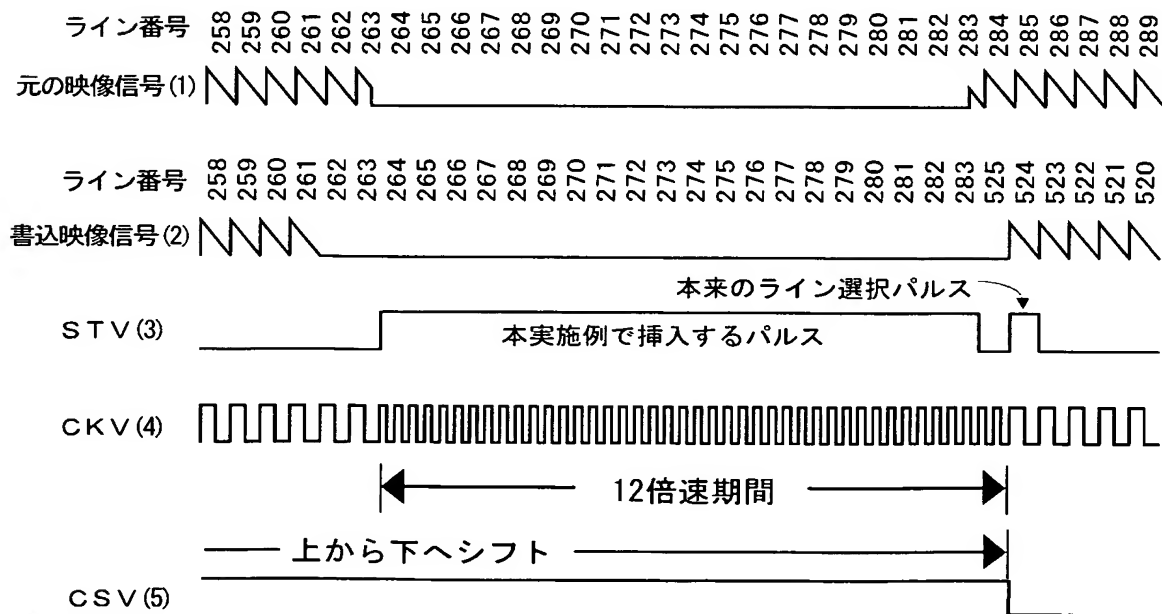 ライン番号 258 259 260 261 262 263 264 265 266 267 268 269 270 271 272 273 274 275 276 277 278 279 280 281 282 283 284 285 286 287 288 289
元の映像信号(1)
ライン番号 258 259 260 261 262 263 264 265 266 267 268 269 270 271 272 273 274 275 276 277 278 279 280 281 282 283 525 524 523 522 521 520
書込映像信号(2)
本来のライン選択パルス
STV(3)
本実施例で挿入するパルス
CKV(4)
12倍速期間
上から下へシフト
CSV(5)